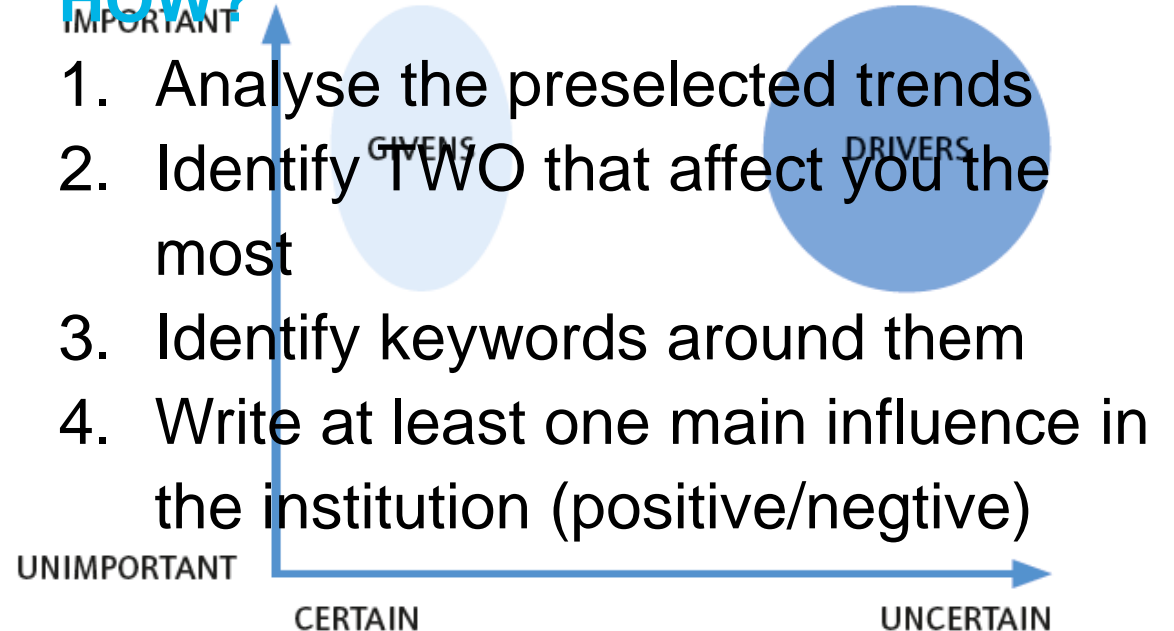 HOW?
IMPORTANT
1. Analyse the preselected trends
GIVENS
DRIVERS
2. Identify TWO that affect you the
most
3. Identify keywords around them
4. Write at least one main influence in
the institution (positive/negtive)
UNIMPORTANT
CERTAIN
UNCERTAIN